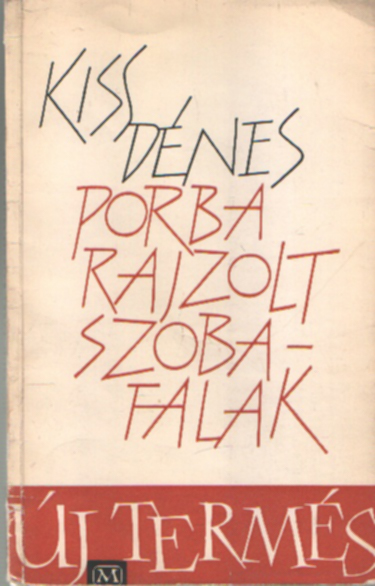 KISS
DÉNES
PORBA
RAJZOLT
SZOBA-
FALAK
ÚJ TERMÉS
M